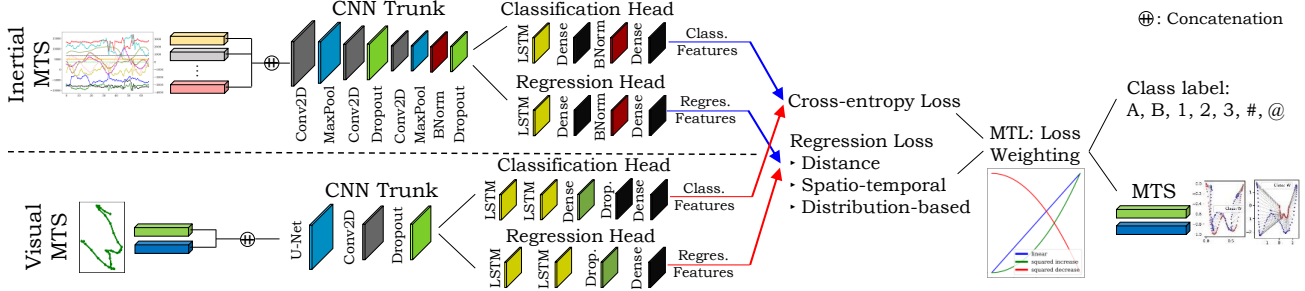 Inertial
MTS
CNN Trunk
Conv2D
MaxPool
Conv2D
Dropout
Conv2D
MaxPool
BNorm
Dropout
Classification Head
LSTM
Dense
BNorm
Dense
Class.
Features
Regression Head
LSTM
Dense
BNorm
Dense
Regres.
Features
Visual
MTS
CNN Trunk
U-Net
Conv2D
Dropout
Classification Head
LSTM
LSTM
Dense
Drop.
Dense
Class.
Features
Regression Head
LSTM
LSTM
Drop.
Dense
Regres.
Features
Cross-entropy Loss
Regression Loss
‣ Distance
‣ Spatio-temporal
‣ Distribution-based
MTL: Loss
Weighting
linear
squared increase
squared decrease
: Concatenation
Class label:
A, B, 1, 2, 3, #, @
MTS